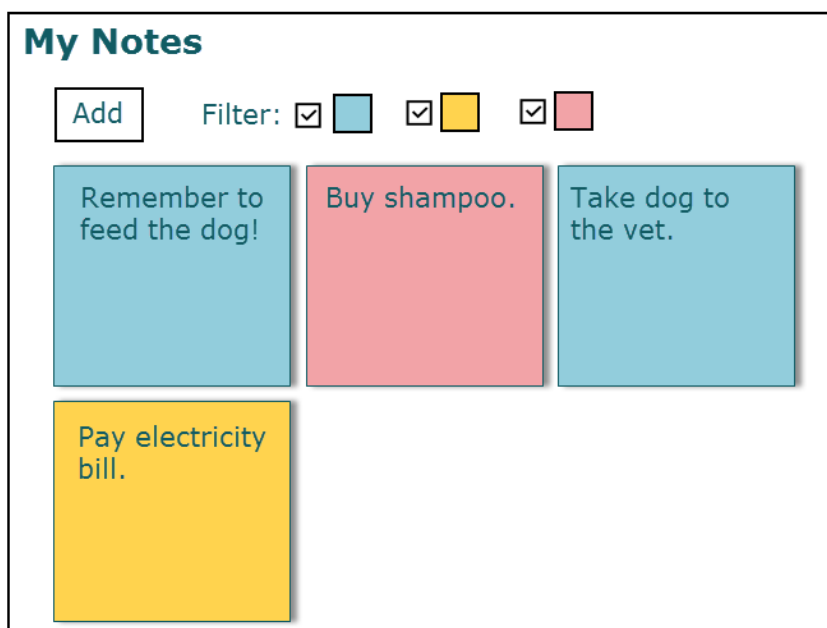 My Notes
Add
Filter:
Remember to
feed the dog!
Buy shampoo.
Take dog to
the vet.
Pay electricity
bill.